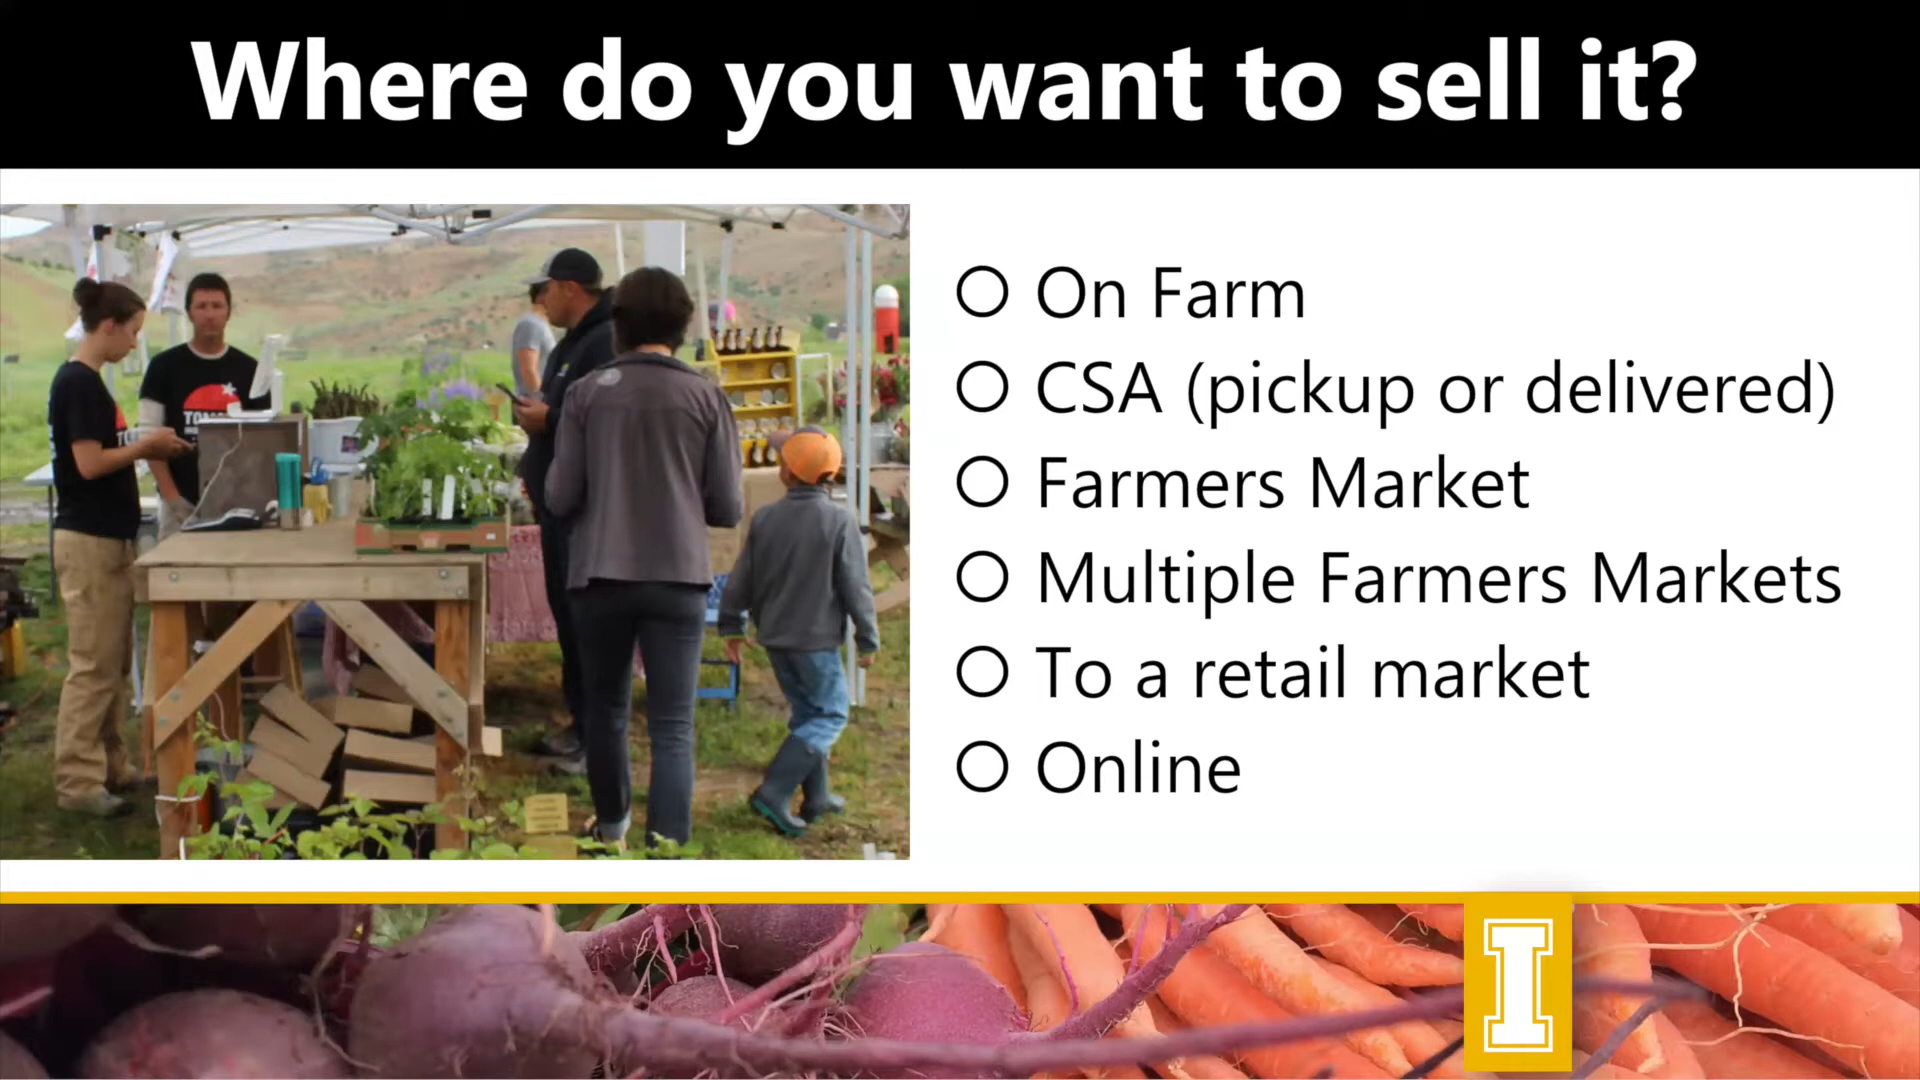 Where do you want to sell it?
On Farm
CSA (pickup or delivered)
Farmers Market
Multiple Farmers Markets
To a retail market
Online
I